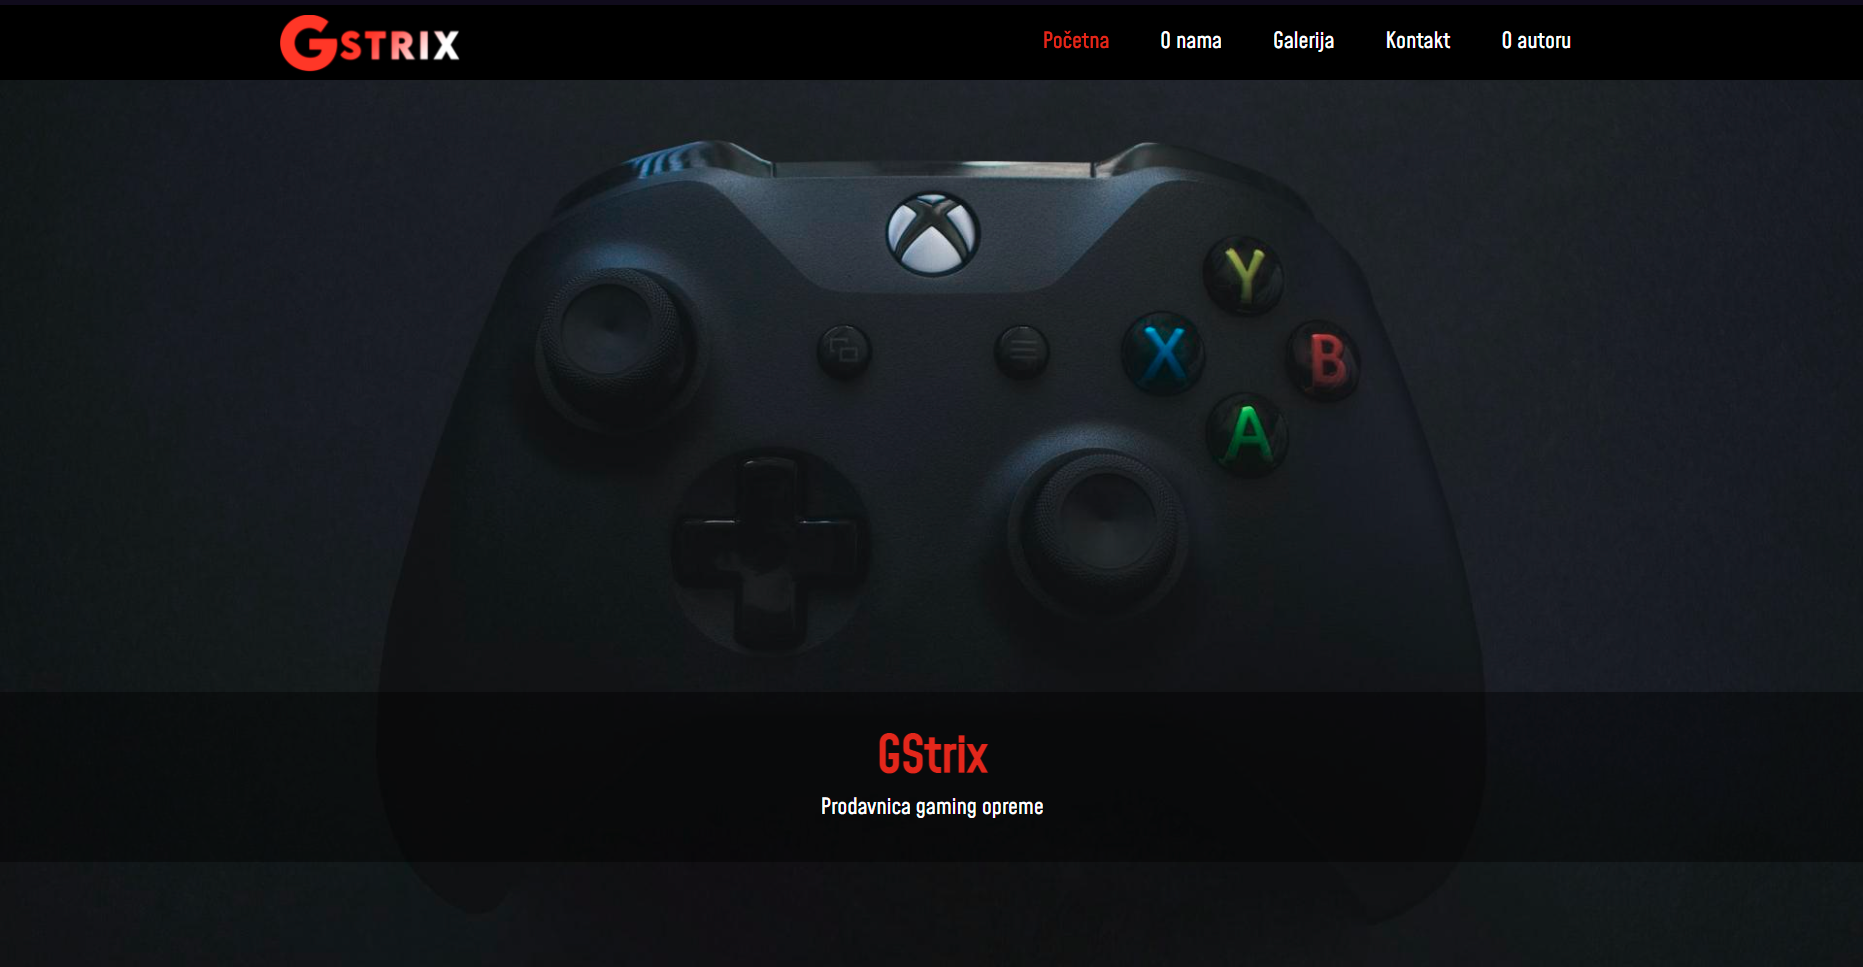 GSTRIX
Početna O nama Galerija Kontakt O autoru
Y
X B
A
GStrix
Prodavnica gaming opreme